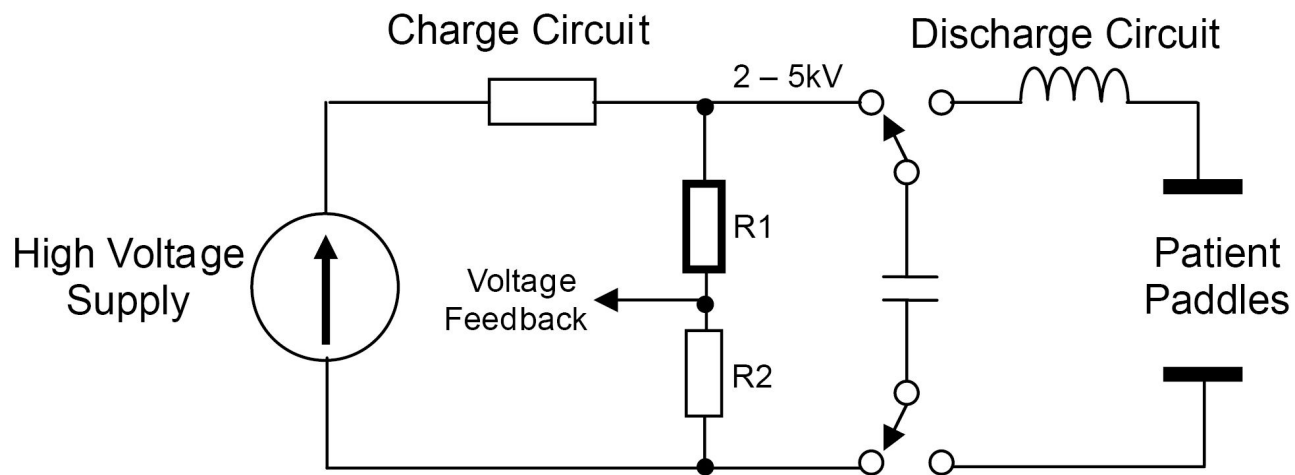 Charge Circuit
Discharge Circuit
2 – 5kV
High Voltage
Supply
R1
Voltage
Feedback
R2
Patient
Paddles